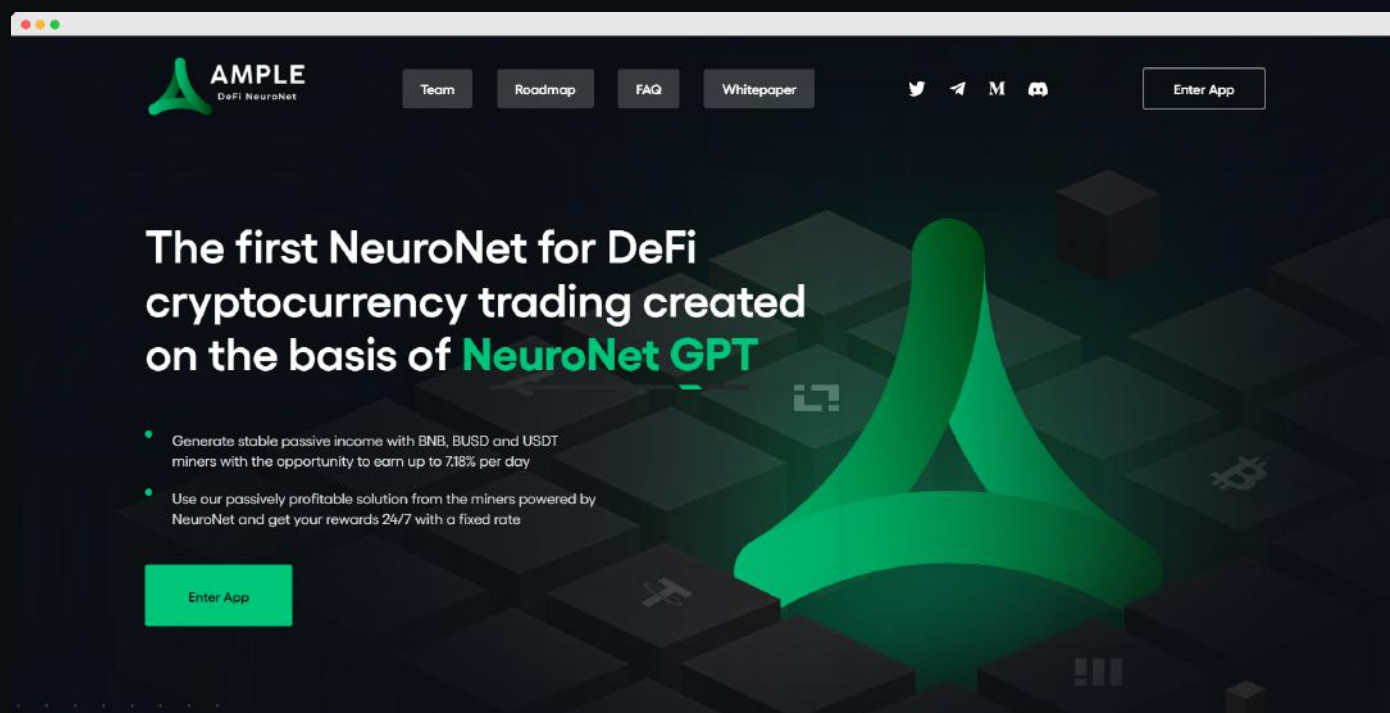 AMPLE
DeFi NeuroNet
Team
Roadmap
FAQ
Whitepaper
M
Enter App
The first NeuroNet for DeFi
cryptocurrency trading created
on the basis of NeuroNet GPT
Generate stable passive income with BNB, BUSD and USDT
miners with the opportunity to earn up to 7.18% per day
Use our passively profitable solution from the miners powered by
NeuroNet and get your rewards 24/7 with a fixed rate
Enter App